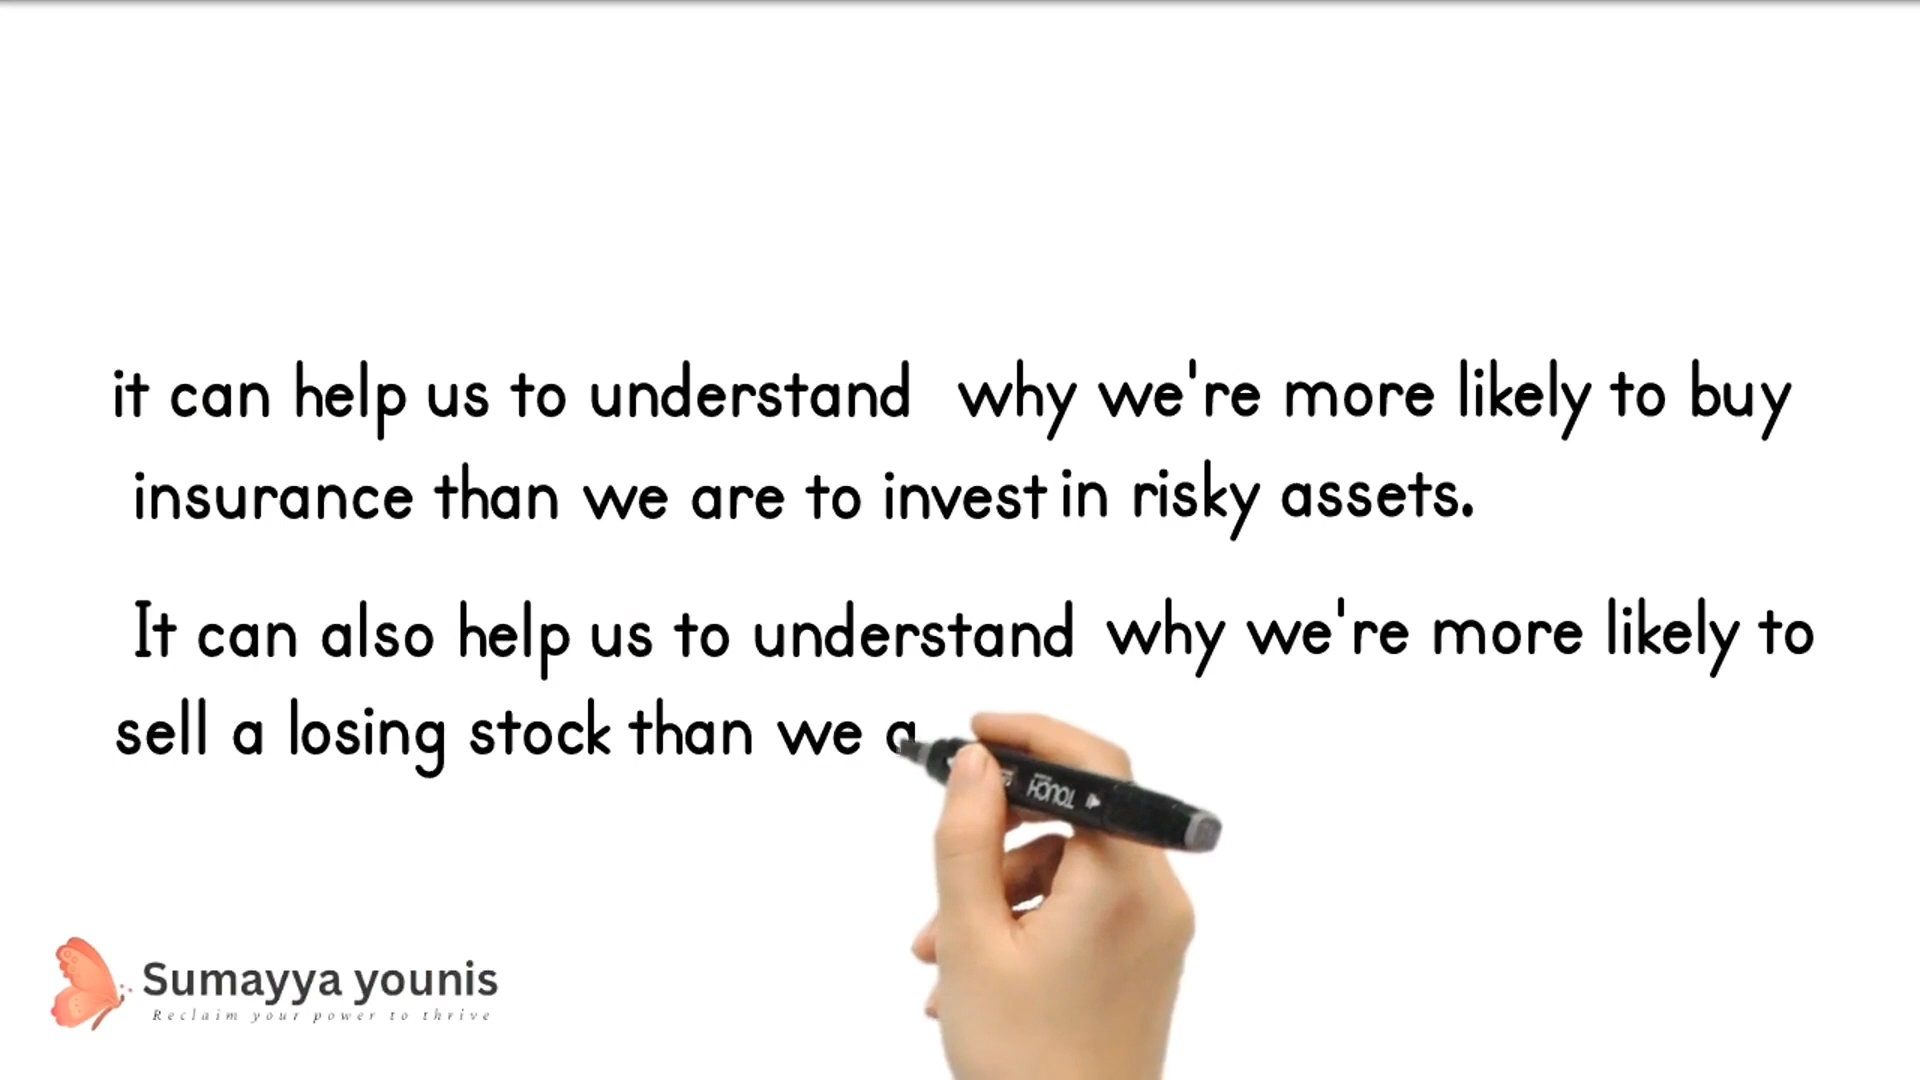 it can help us to understand why we're more likely to buy
insurance than we are to invest in risky assets.
It can also help us to understand why we're more likely to
sell a losing stock than we a
TOUCH
Sumayya younis
Reclaim your power to thrive